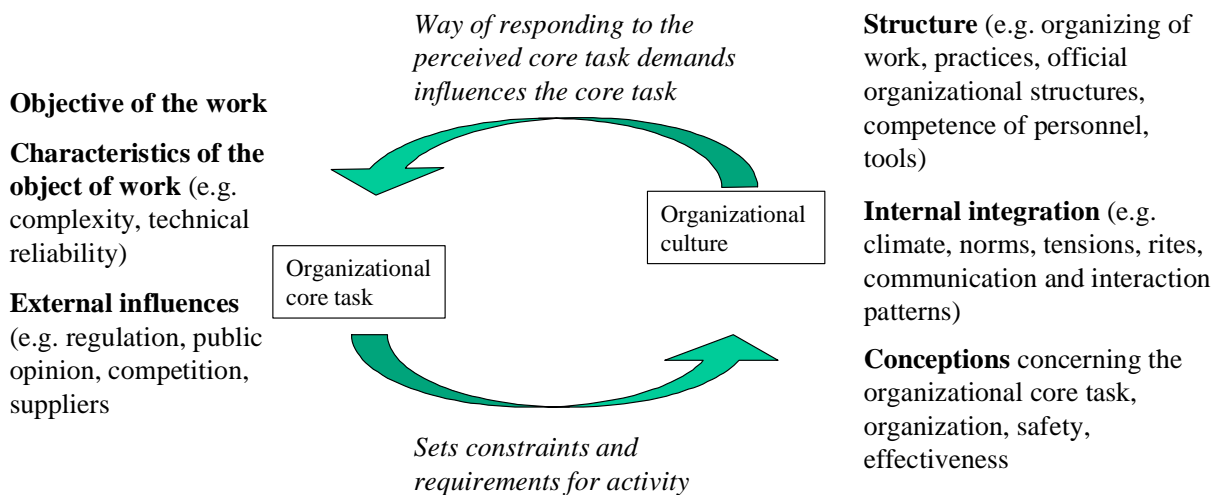 Way of responding to the
perceived core task demands
influences the core task
Objective of the work
Characteristics of the
object of work (e.g.
complexity, technical
reliability)
External influences
(e.g. regulation, public
opinion, competition,
suppliers
Organizational
core task
Organizational
culture
Structure (e.g. organizing of
work, practices, official
organizational structures,
competence of personnel,
tools)
Internal integration (e.g.
climate, norms, tensions, rites,
communication and interaction
patterns)
Conceptions concerning the
organizational core task,
organization, safety,
effectiveness
Sets constraints and
requirements for activity